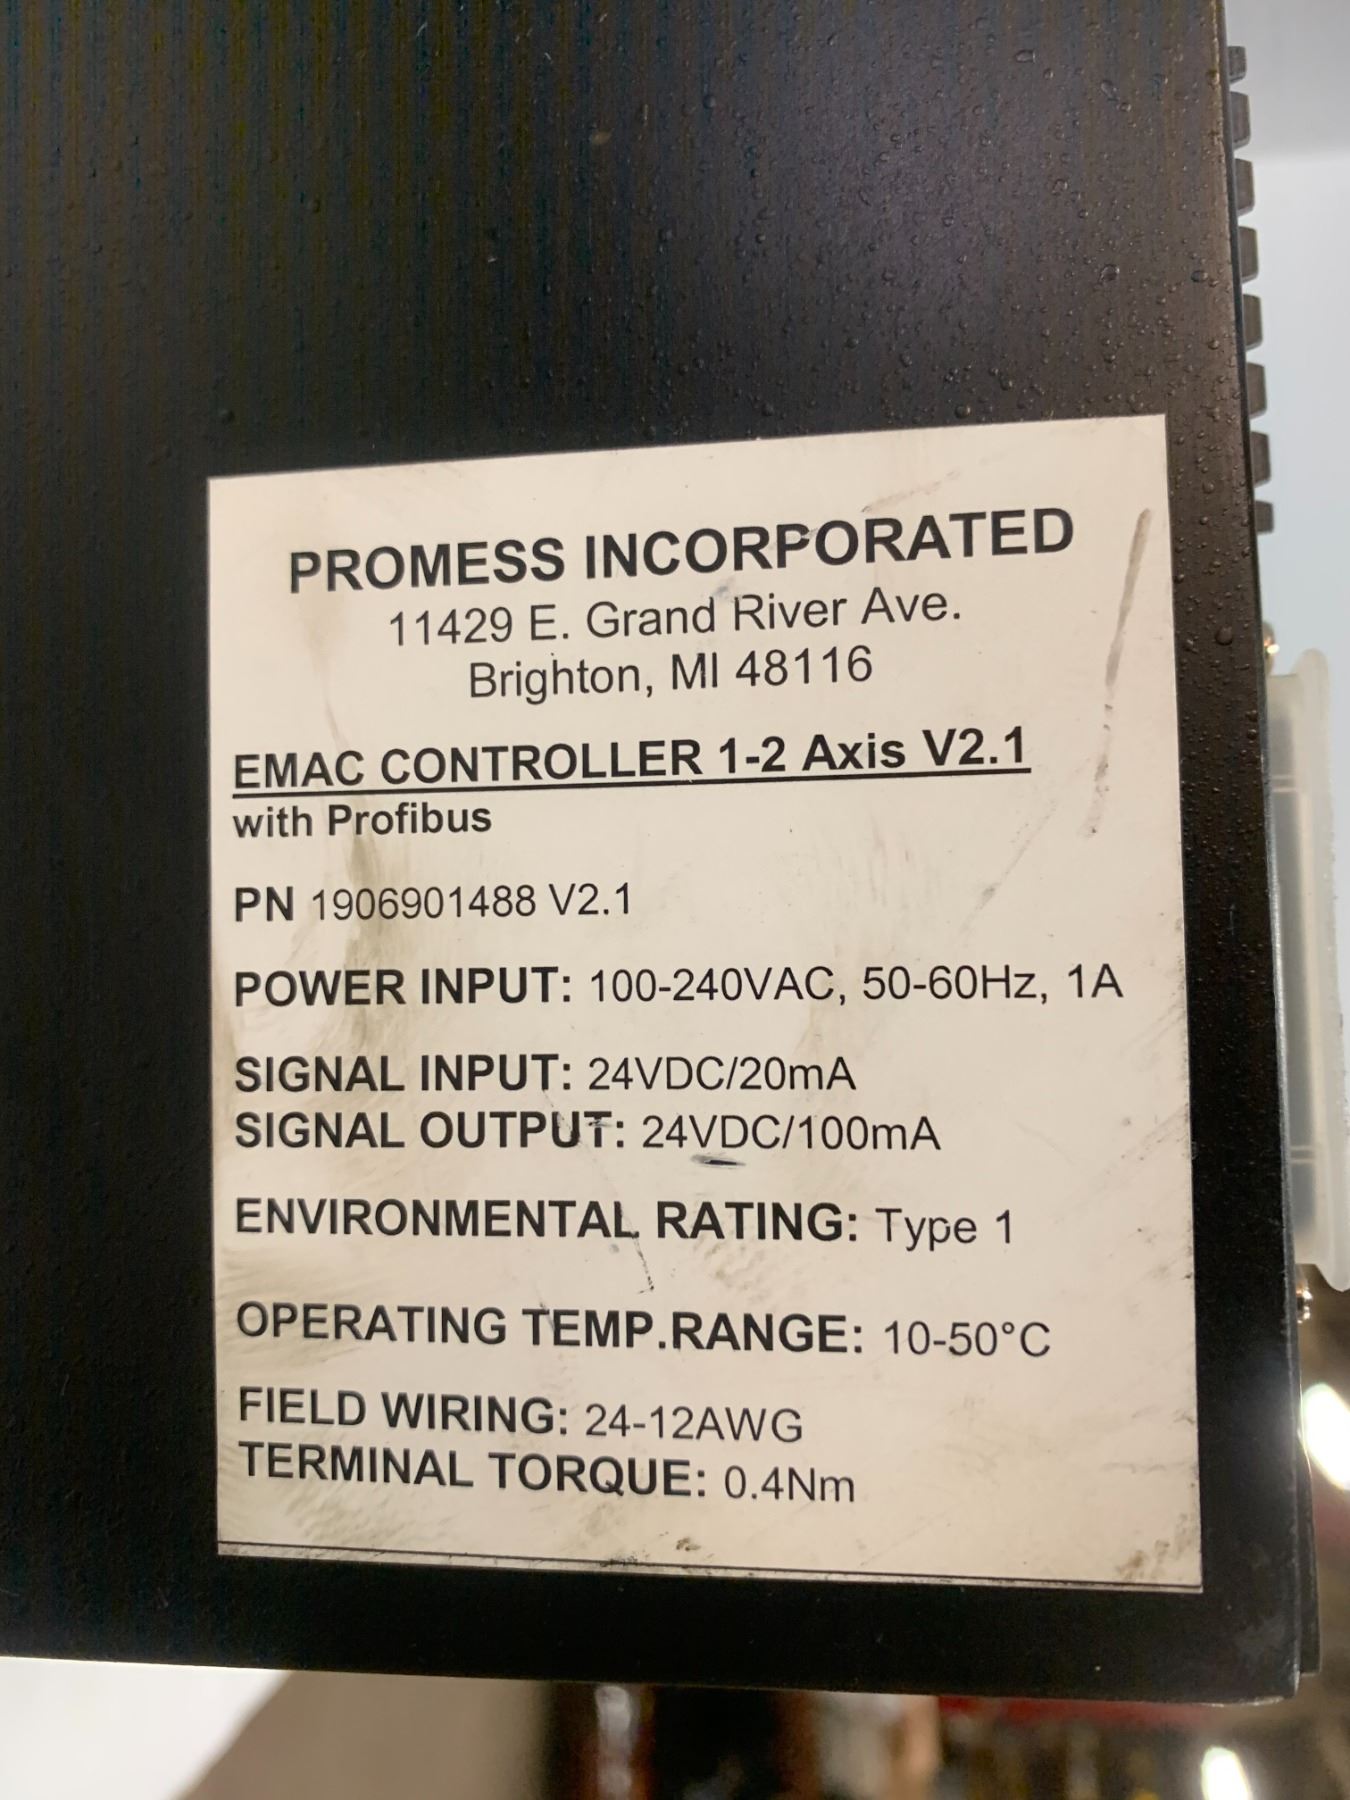 PROMESS INCORPORATED
11429 E. Grand River Ave.
Brighton, MI 48116
EMAC CONTROLLER 1-2 Axis V2.1
with Profibus
PN 1906901488 V2.1
POWER INPUT: 100-240VAC, 50-60Hz, 1A
SIGNAL INPUT: 24VDC/20mA
SIGNAL OUTPUT: 24VDC/100mA
ENVIRONMENTAL RATING: Type 1
OPERATING TEMP.RANGE: 10-50°C
FIELD WIRING: 24-12AWG
TERMINAL TORQUE: 0.4Nm